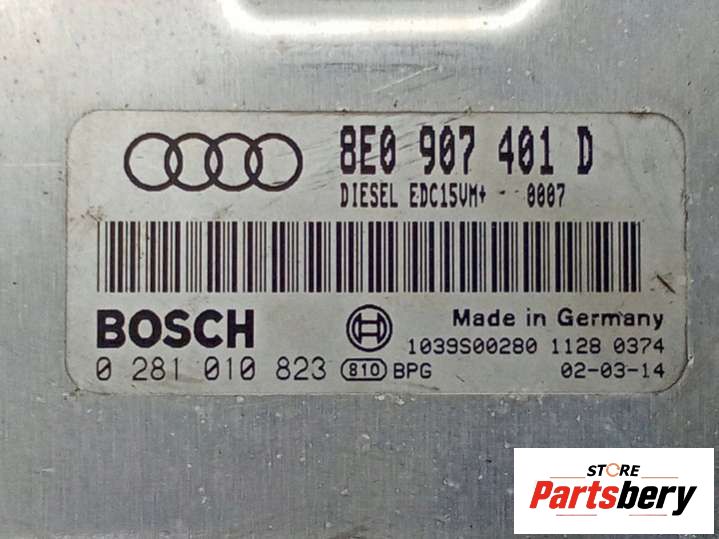 8E0 907 401 D
DIESEL EDC15VM+ - 0007
BOSCH
Made in Germany
1039S00280 1128 0374
0 281 010 823 810 BPG 02-03-14
STORE
Partsbery